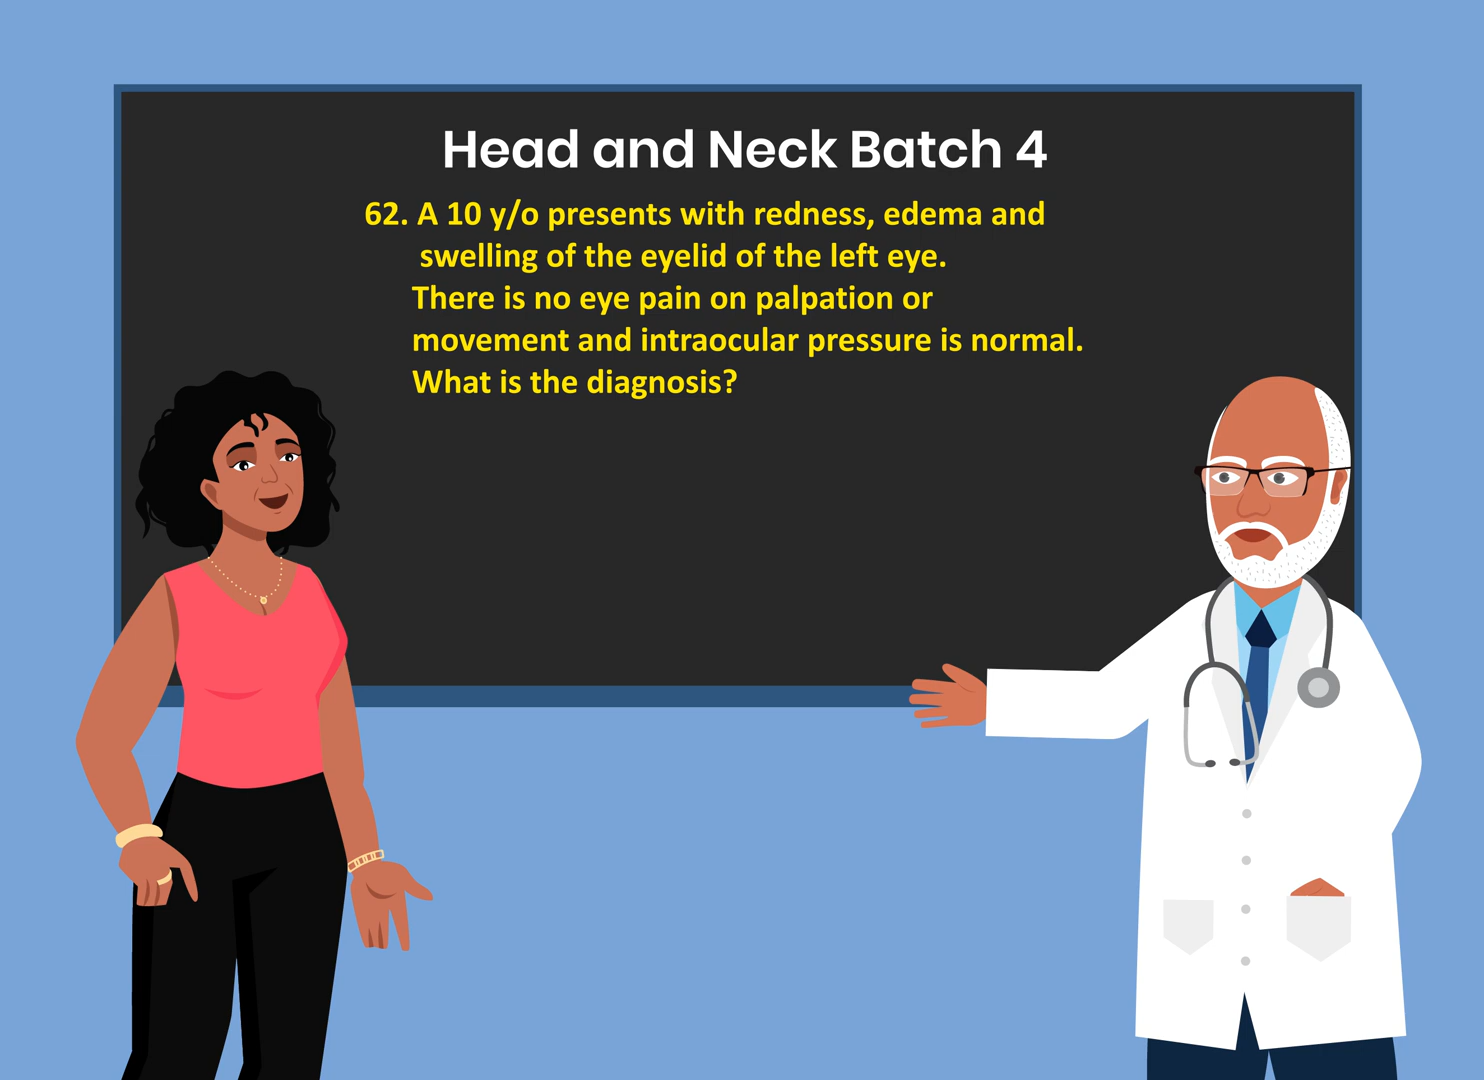 Head and Neck Batch 4
62. A 10 y/o presents with redness, edema and
swelling of the eyelid of the left eye.
There is no eye pain on palpation or
movement and intraocular pressure is normal.
What is the diagnosis?